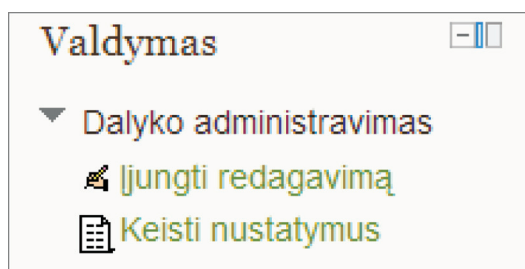 Valdymas
Dalyko administravimas
Įjungti redagavimą
Keisti nustatymus